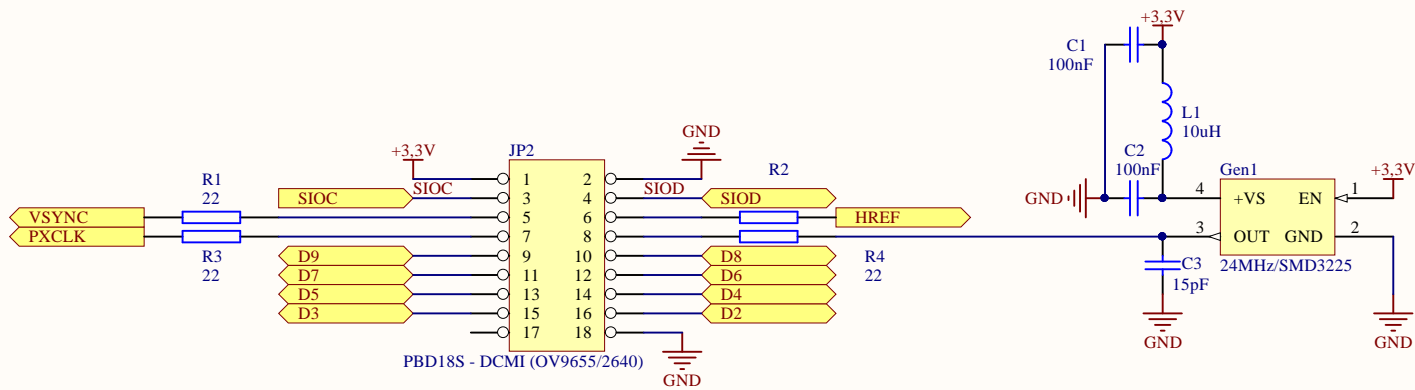 +3,3V
C1
100nF
L1
10uH
GND
JP2
+3,3V
R2
C2
100nF
Gen1
+3,3V
R1
22
SIOC
SIOC
1
2
SIOD
SIOD
3
4
GND
4
+VS
EN
1
VSYNC
5
6
HREF
PXCLK
7
8
3
OUT
GND
2
R3
22
D9
9
10
D8
R4
22
24MHz/SMD3225
D7
11
12
D6
C3
15pF
D5
13
14
D4
D3
15
16
D2
17
18
GND
GND
PBD18S - DCMI (OV9655/2640)
GND